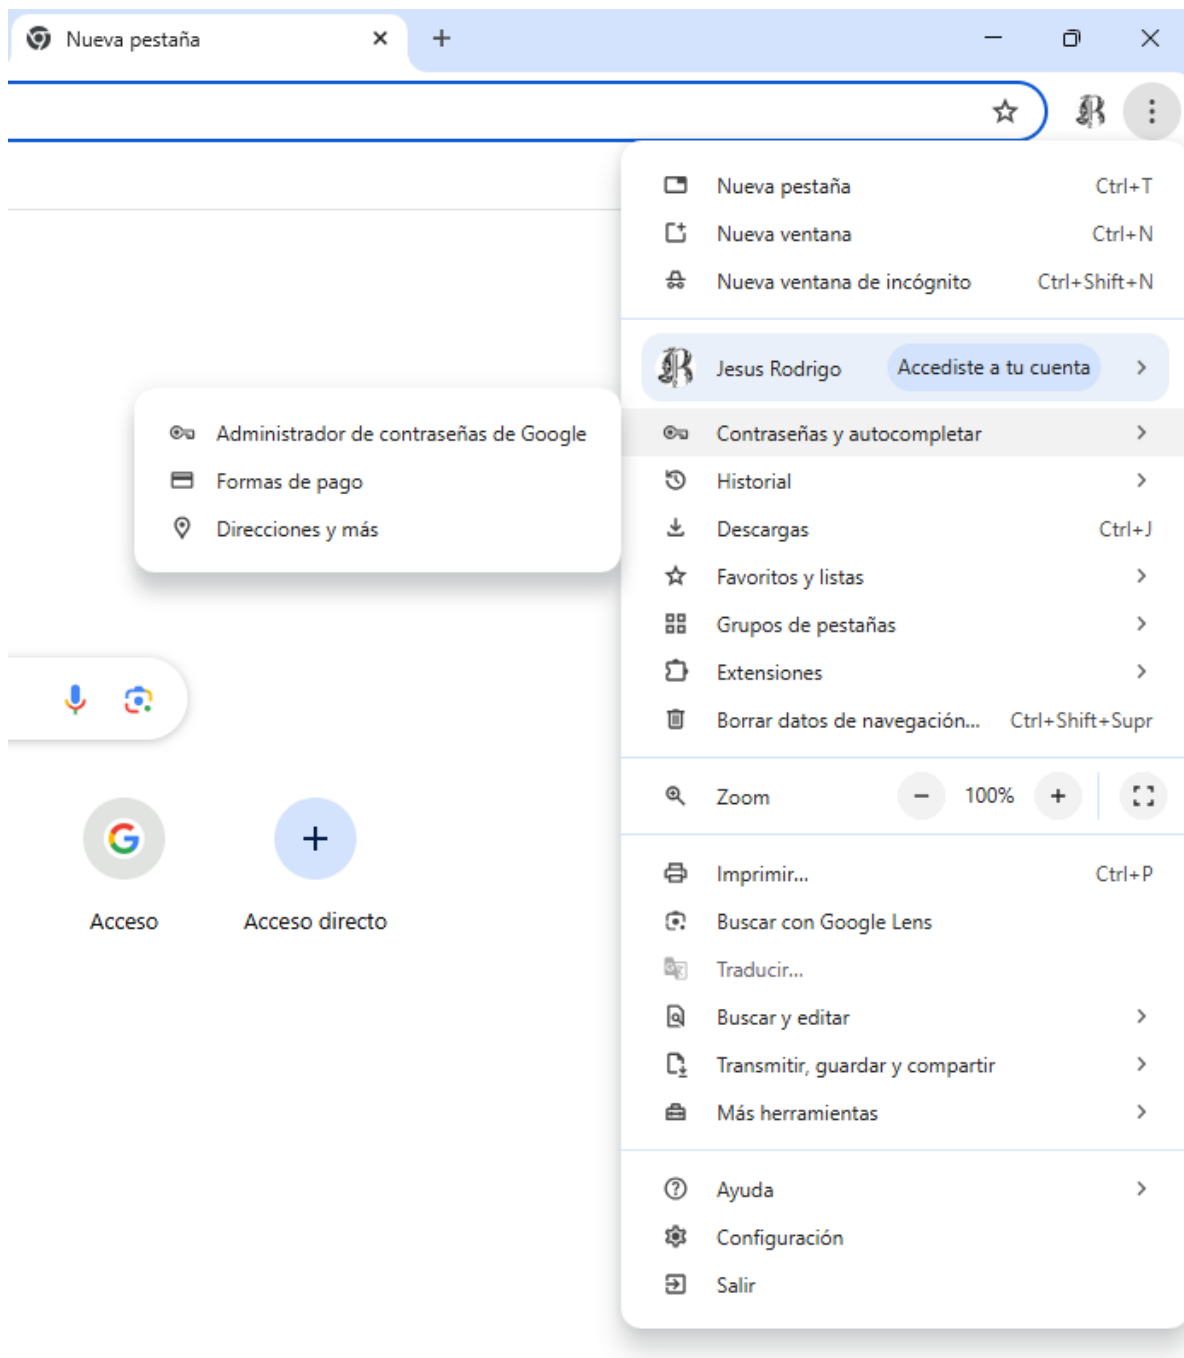 Nueva pestaña
Nueva pestaña Ctrl+T
Nueva ventana Ctrl+N
Nueva ventana de incógnito Ctrl+Shift+N
Jesus Rodrigo Accediste a tu cuenta
Contraseñas y autocompletar
Administrador de contraseñas de Google
Formas de pago
Direcciones y más
Historial
Descargas Ctrl+J
Favoritos y listas
Grupos de pestañas
Extensiones
Borrar datos de navegación... Ctrl+Shift+Supr
Zoom − 100% +
Imprimir... Ctrl+P
Buscar con Google Lens
Traducir...
Buscar y editar
Transmitir, guardar y compartir
Más herramientas
Ayuda
Configuración
Salir
Acceso
Acceso directo